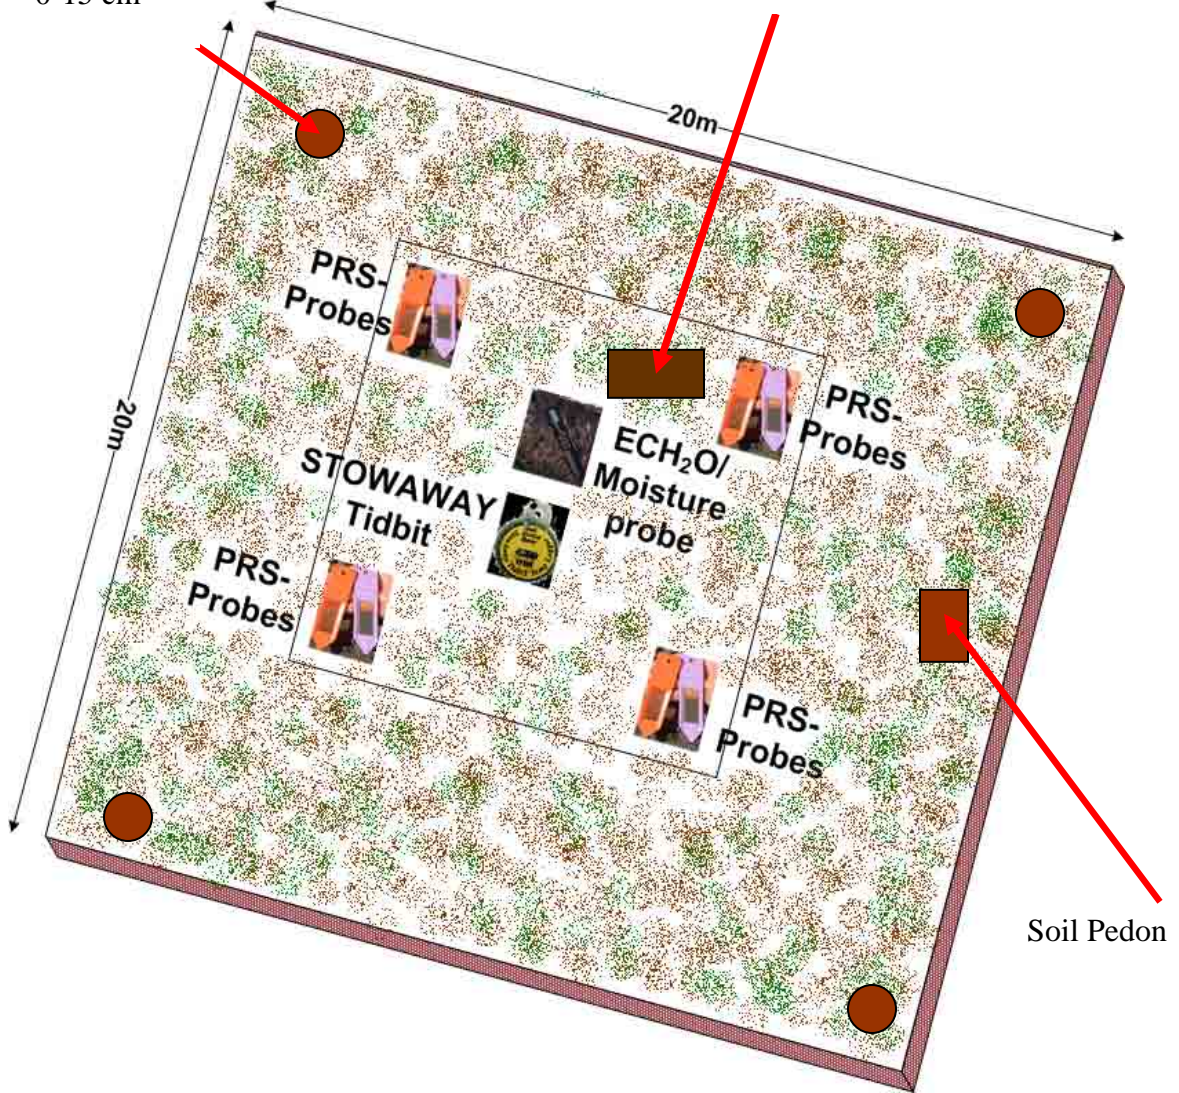 20m
20m
PRS-
Probes
PRS-
Probes
ECH₂O/
Moisture
probe
STOWAWAY
Tidbit
PRS-
Probes
PRS-
Probes
Soil Pedon